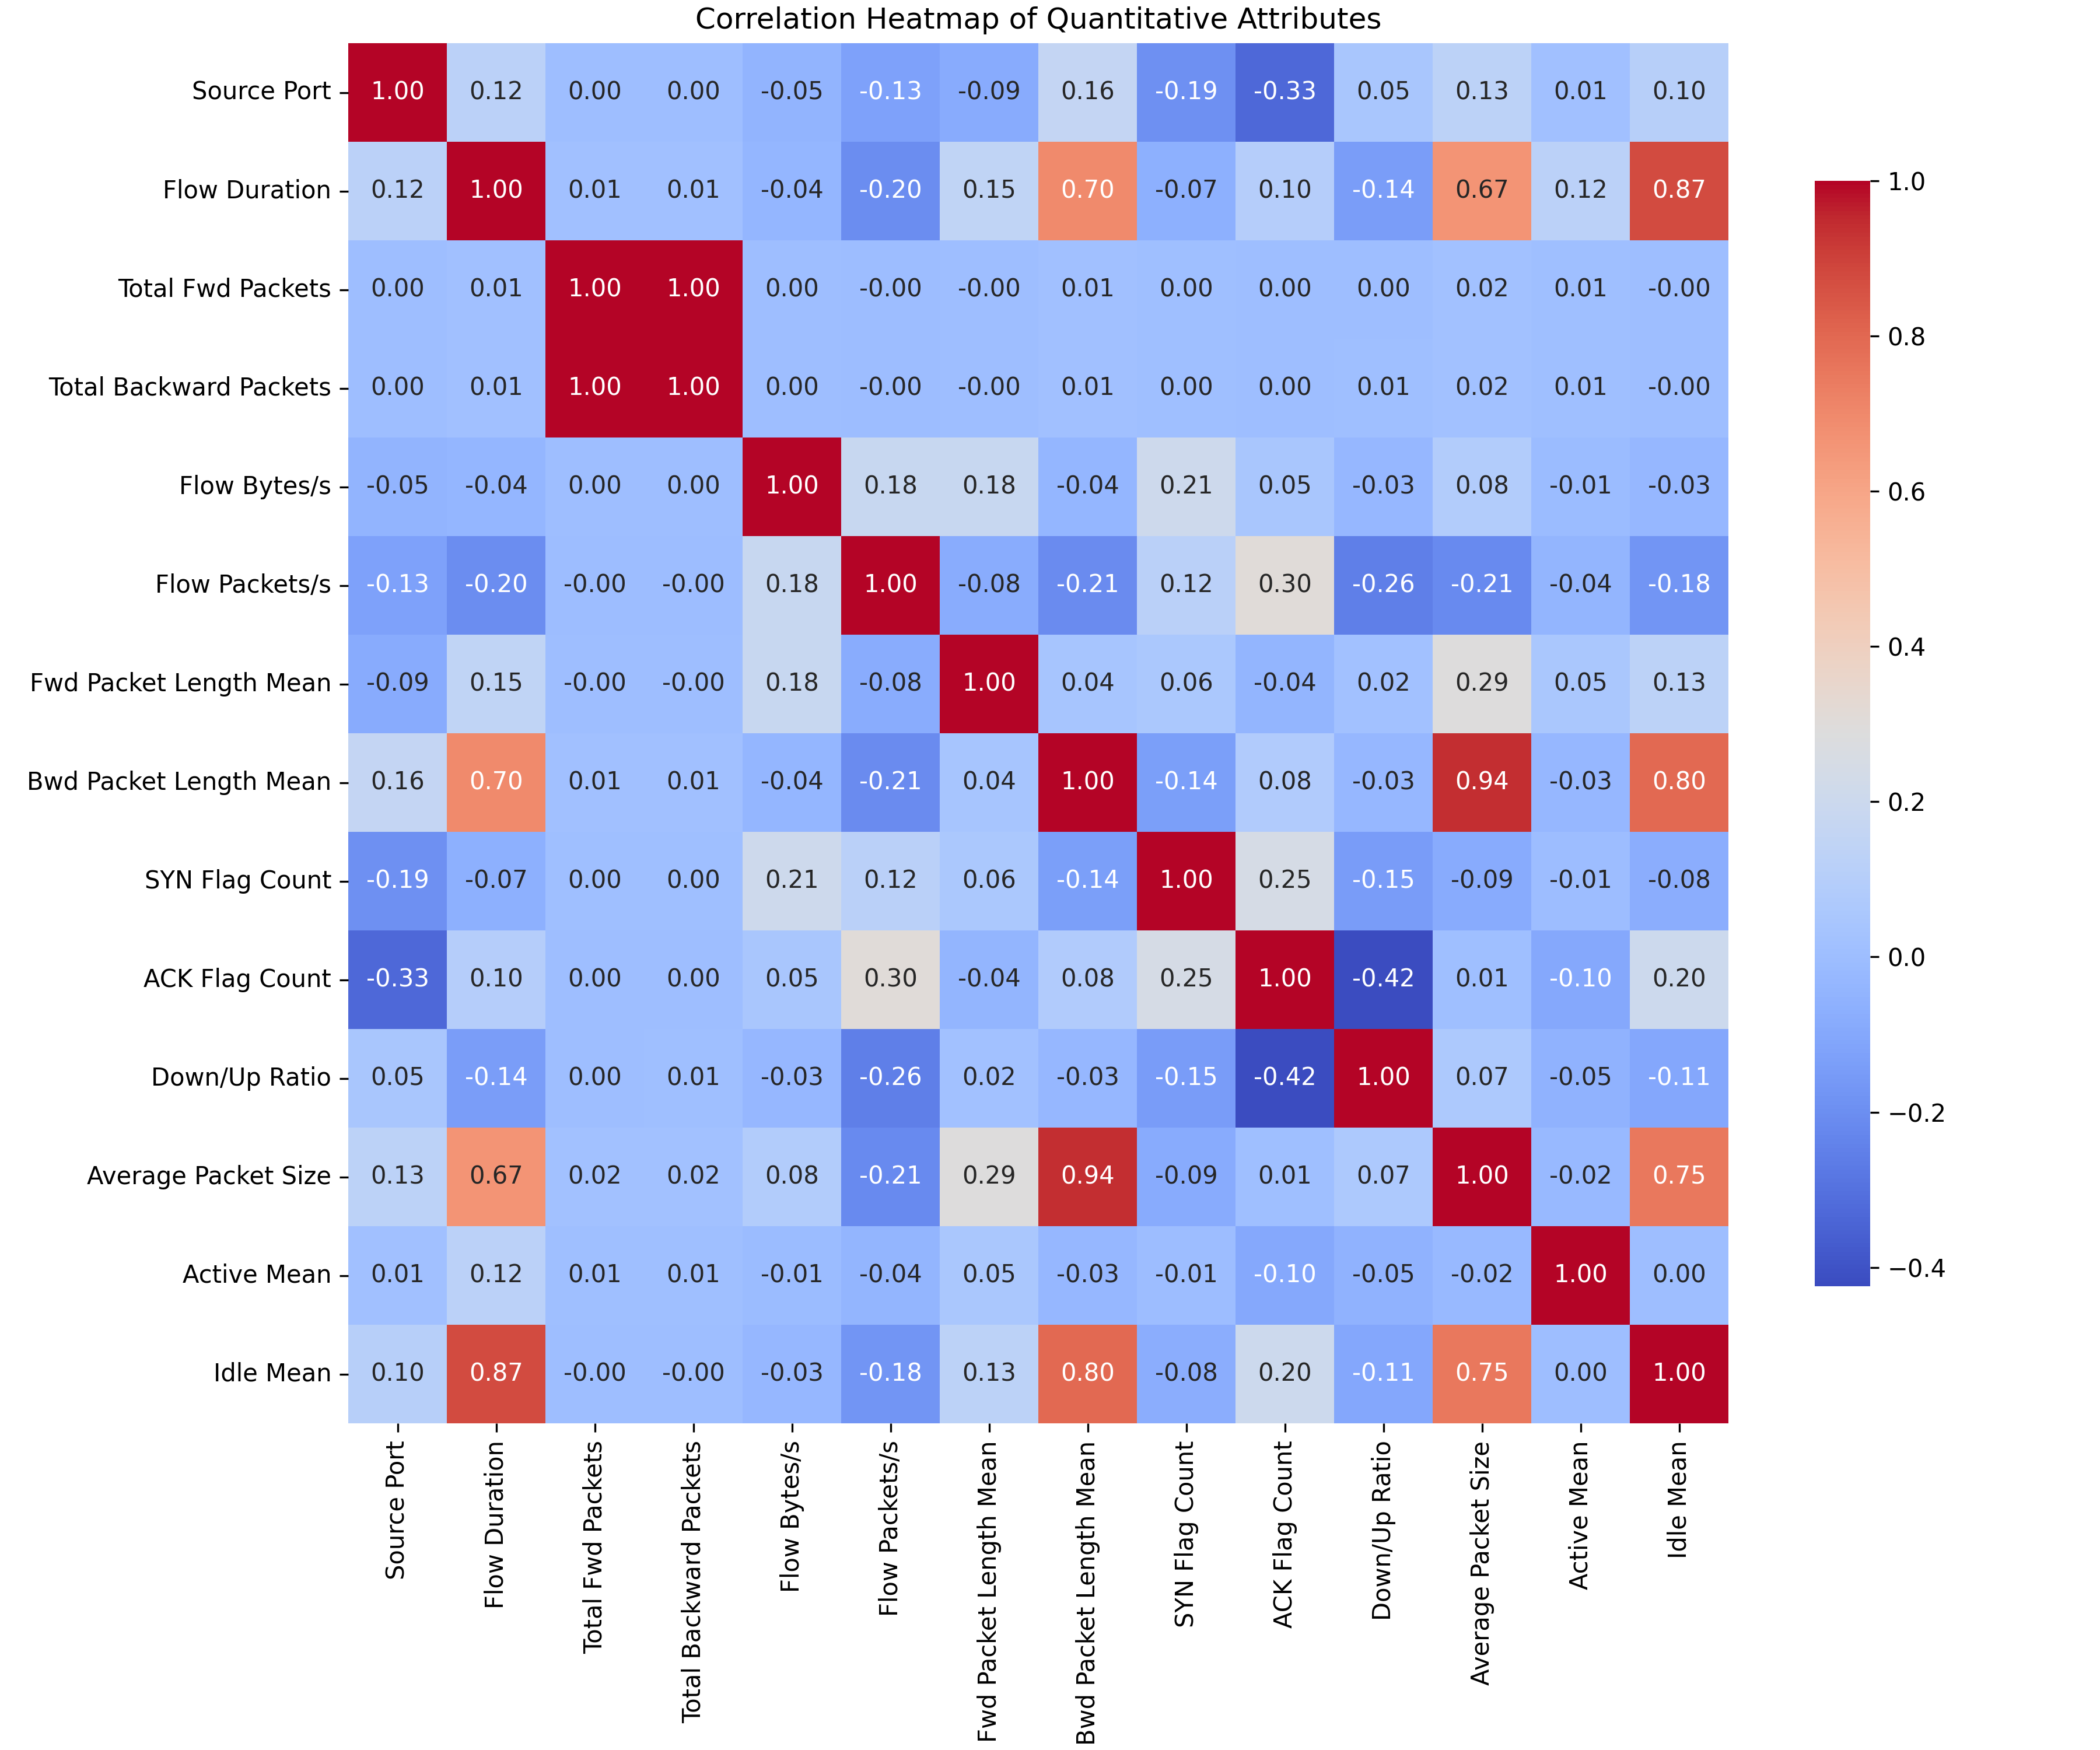 Correlation Heatmap of Quantitative Attributes
Source Port 1.00 0.12 0.00 0.00 -0.05 -0.13 -0.09 0.16 -0.19 -0.33 0.05 0.13 0.01 0.10
Flow Duration 0.12 1.00 0.01 0.01 -0.04 -0.20 0.15 0.70 -0.07 0.10 -0.14 0.67 0.12 0.87
Total Fwd Packets 0.00 0.01 1.00 1.00 0.00 -0.00 -0.00 0.01 0.00 0.00 0.00 0.02 0.01 -0.00
Total Backward Packets 0.00 0.01 1.00 1.00 0.00 -0.00 -0.00 0.01 0.00 0.00 0.01 0.02 0.01 -0.00
Flow Bytes/s -0.05 -0.04 0.00 0.00 1.00 0.18 0.18 -0.04 0.21 0.05 -0.03 0.08 -0.01 -0.03
Flow Packets/s -0.13 -0.20 -0.00 -0.00 0.18 1.00 -0.08 -0.21 0.12 0.30 -0.26 -0.21 -0.04 -0.18
Fwd Packet Length Mean -0.09 0.15 -0.00 -0.00 0.18 -0.08 1.00 0.04 0.06 -0.04 0.02 0.29 0.05 0.13
Bwd Packet Length Mean 0.16 0.70 0.01 0.01 -0.04 -0.21 0.04 1.00 -0.14 0.08 -0.03 0.94 -0.03 0.80
SYN Flag Count -0.19 -0.07 0.00 0.00 0.21 0.12 0.06 -0.14 1.00 0.25 -0.15 -0.09 -0.01 -0.08
ACK Flag Count -0.33 0.10 0.00 0.00 0.05 0.30 -0.04 0.08 0.25 1.00 -0.42 0.01 -0.10 0.20
Down/Up Ratio 0.05 -0.14 0.00 0.01 -0.03 -0.26 0.02 -0.03 -0.15 -0.42 1.00 0.07 -0.05 -0.11
Average Packet Size 0.13 0.67 0.02 0.02 0.08 -0.21 0.29 0.94 -0.09 0.01 0.07 1.00 -0.02 0.75
Active Mean 0.01 0.12 0.01 0.01 -0.01 -0.04 0.05 -0.03 -0.01 -0.10 -0.05 -0.02 1.00 0.00
Idle Mean 0.10 0.87 -0.00 -0.00 -0.03 -0.18 0.13 0.80 -0.08 0.20 -0.11 0.75 0.00 1.00
Source Port
Flow Duration
Total Fwd Packets
Total Backward Packets
Flow Bytes/s
Flow Packets/s
Fwd Packet Length Mean
Bwd Packet Length Mean
SYN Flag Count
ACK Flag Count
Down/Up Ratio
Average Packet Size
Active Mean
Idle Mean
1.0
0.8
0.6
0.4
0.2
0.0
−0.2
−0.4